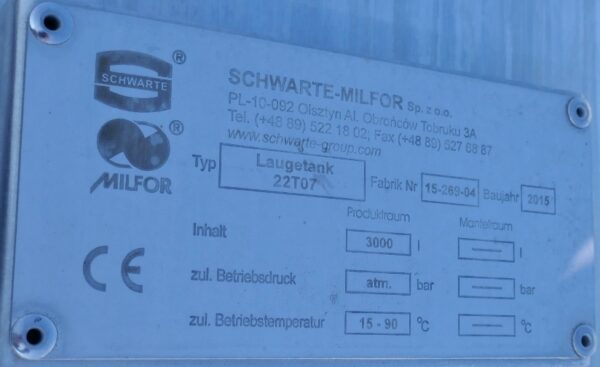 SCHWARTE
®
SCHWARTE-MILFOR Sp. z o.o.
PL-10-092 Olsztyn Al. Obrońców Tobruku 3A
Tel. (+48 89) 522 18 02; Fax (+48 89) 527 68 87
www.schwarte-group.com
®
MILFOR
Typ Laugetank 22T07 Fabrik Nr 15-269-04 Baujahr 2015
Produktraum Mantelraum
Inhalt 3000 l — l
CE
zul. Betriebsdruck atm. bar — bar
zul. Betriebstemperatur 15 - 90 °C — °C